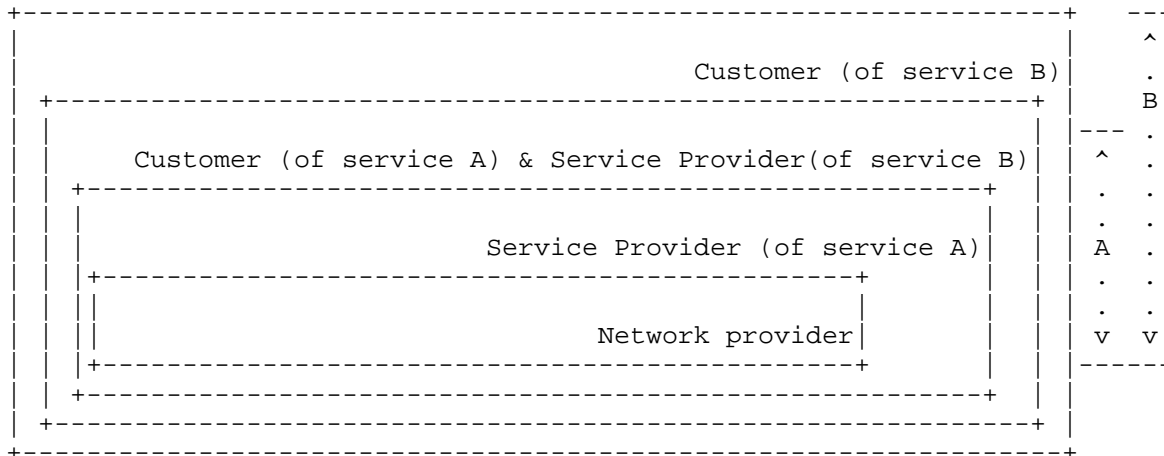 Customer (of service B)
B
Customer (of service A) & Service Provider(of service B)
Service Provider (of service A)
A
Network provider
v v